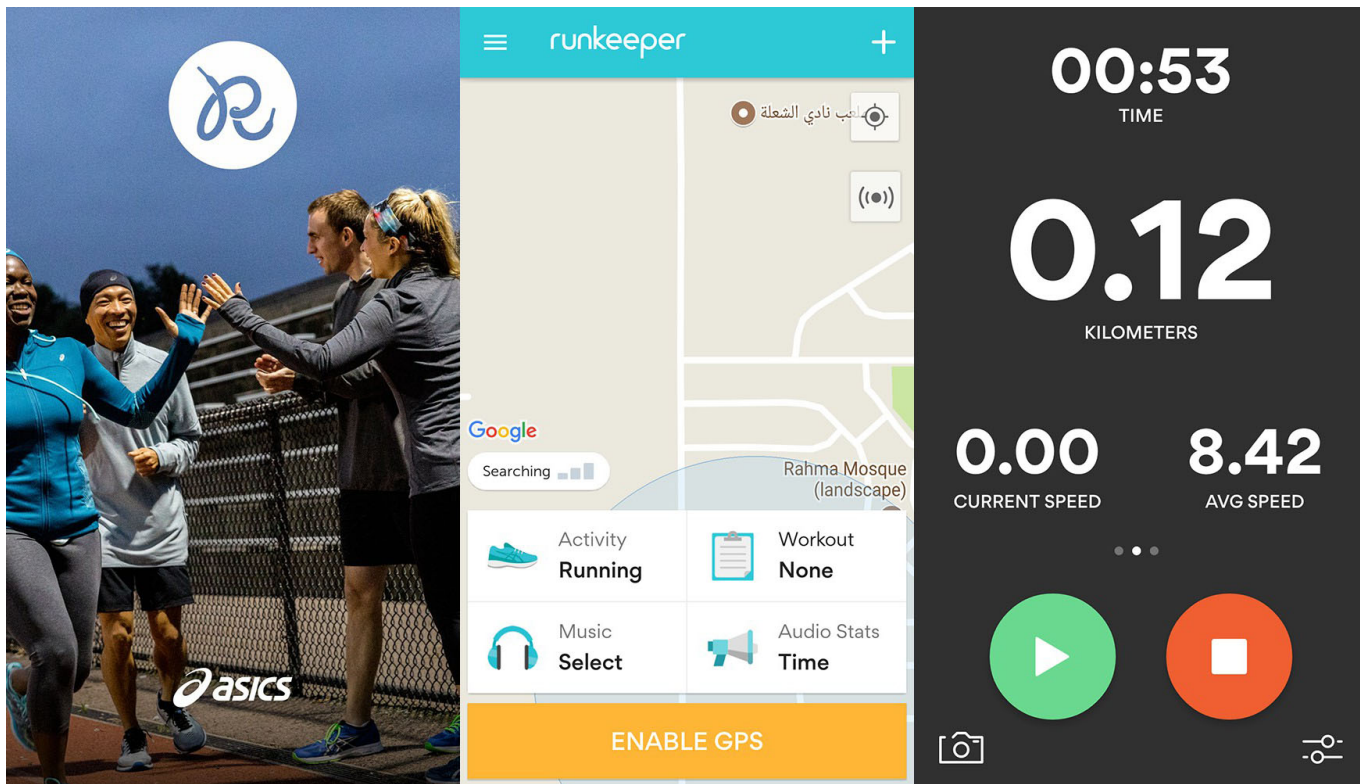 asics
runkeeper
ملعب نادي الشعلة
Google
Searching
Rahma Mosque
(landscape)
Activity
Running
Workout
None
Music
Select
Audio Stats
Time
ENABLE GPS
00:53
TIME
0.12
KILOMETERS
0.00
CURRENT SPEED
8.42
AVG SPEED